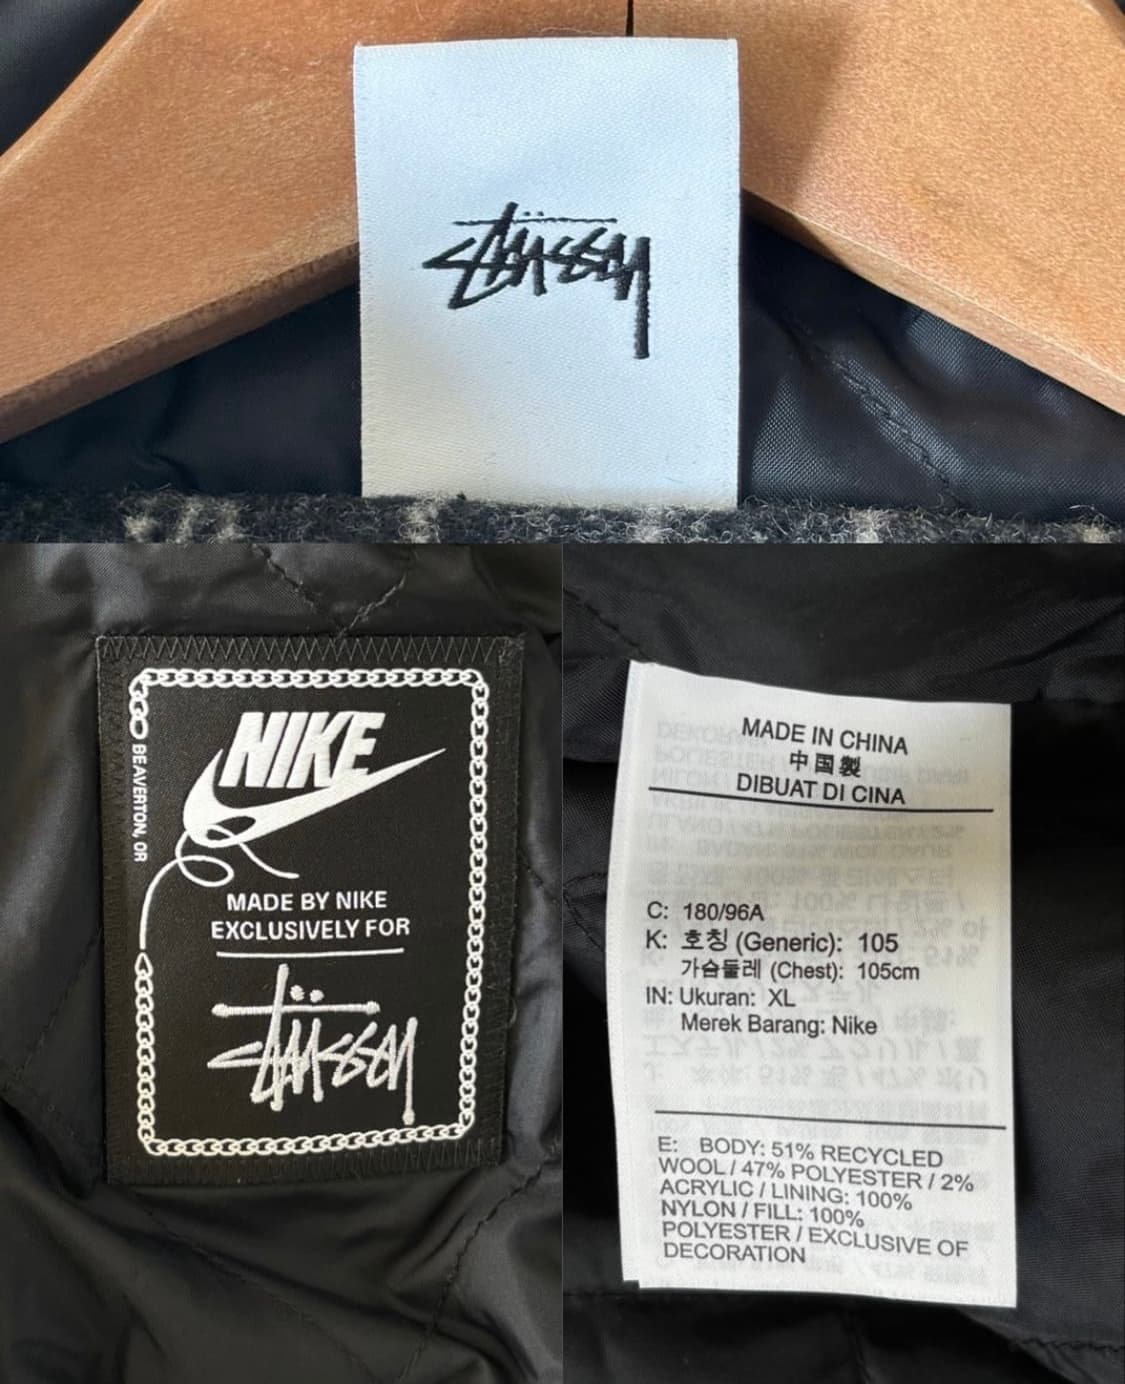 stüssy
NIKE
BEAVERTON, OR
MADE BY NIKE
EXCLUSIVELY FOR
stüssy
MADE IN CHINA
中国製
DIBUAT DI CINA
C: 180/96A
K: 호칭 (Generic): 105
가슴둘레 (Chest): 105cm
IN: Ukuran: XL
Merek Barang: Nike
E: BODY: 51% RECYCLED
WOOL / 47% POLYESTER / 2%
ACRYLIC / LINING: 100%
NYLON / FILL: 100%
POLYESTER / EXCLUSIVE OF
DECORATION